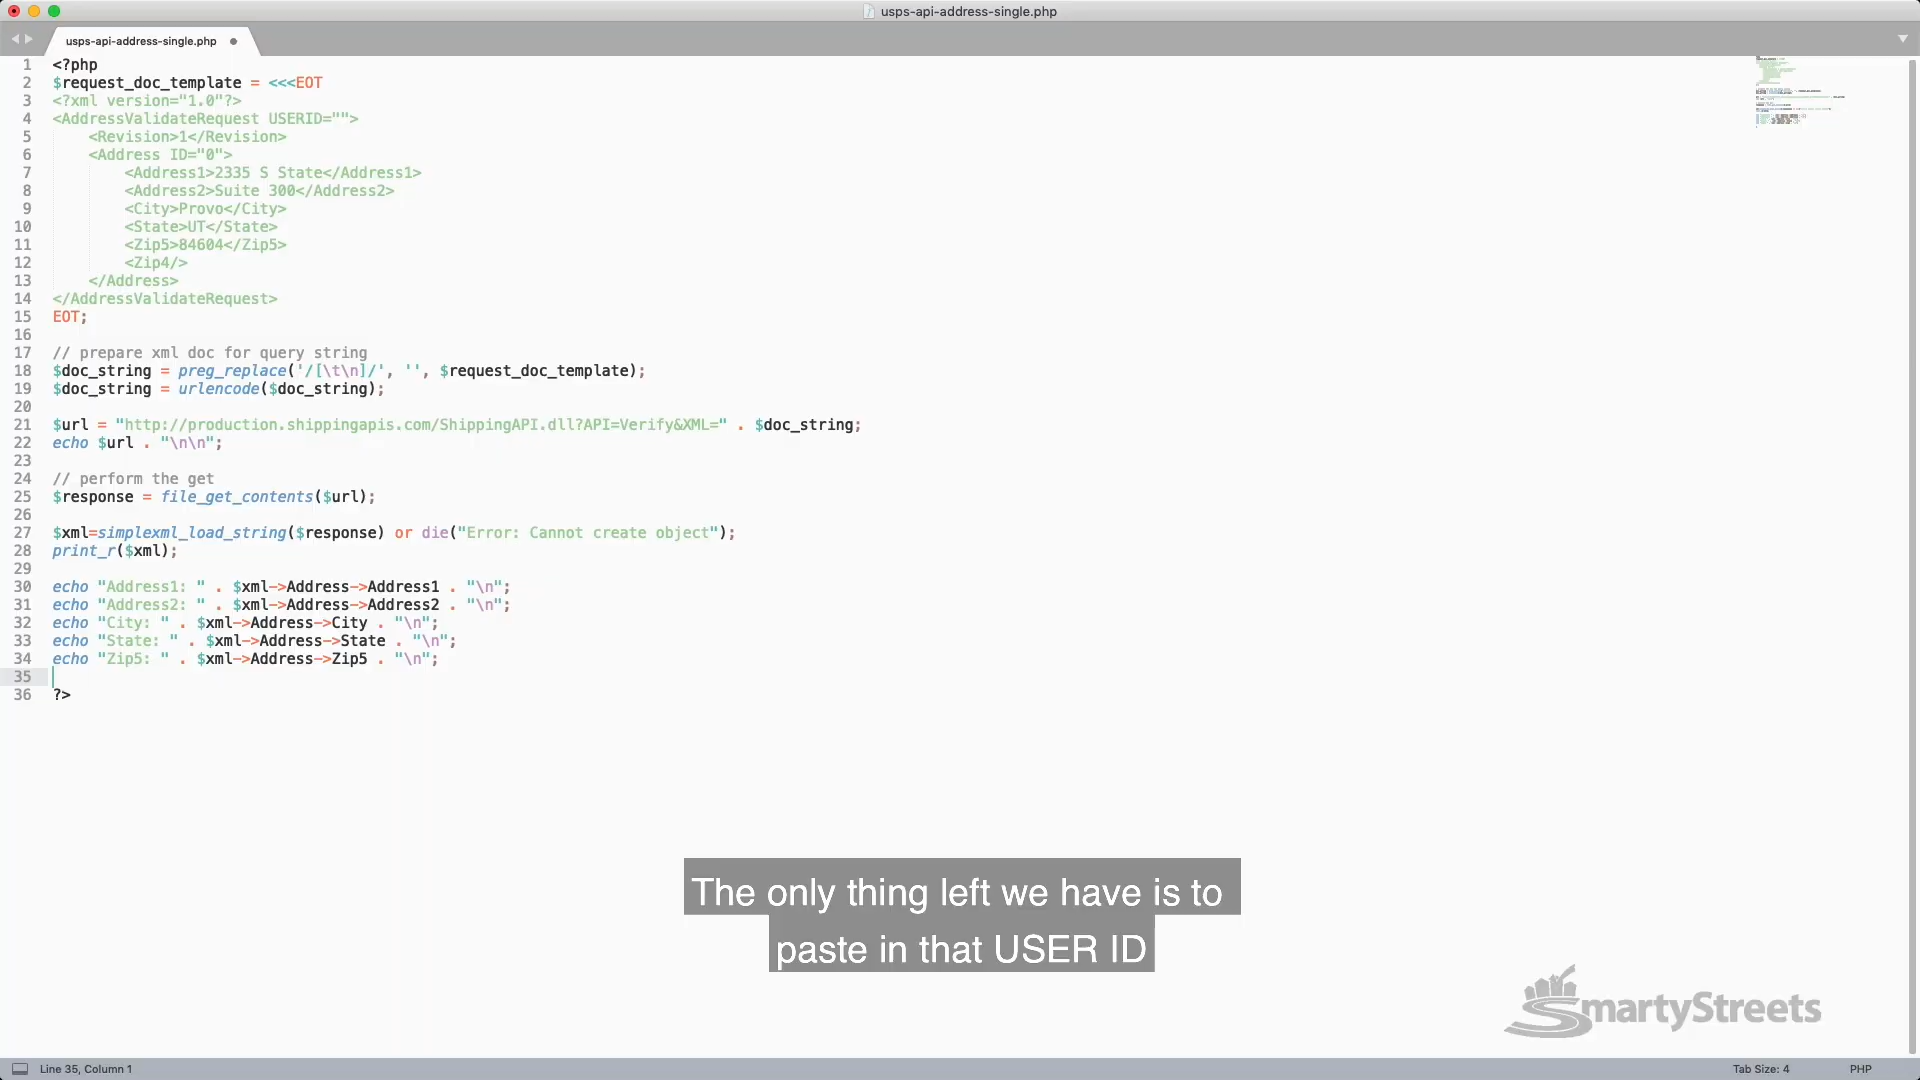 usps-api-address-single.php
usps-api-address-single.php
1 <?php
2 $request_doc_template = <<<EOT
3 <?xml version="1.0"?>
4 <AddressValidateRequest USERID="">
5     <Revision>1</Revision>
6     <Address ID="0">
7         <Address1>2335 S State</Address1>
8         <Address2>Suite 300</Address2>
9         <City>Provo</City>
10         <State>UT</State>
11         <Zip5>84604</Zip5>
12         <Zip4/>
13     </Address>
14 </AddressValidateRequest>
15 EOT;
16
17 // prepare xml doc for query string
18 $doc_string = preg_replace('/[\t\n]/', '', $request_doc_template);
19 $doc_string = urlencode($doc_string);
20
21 $url = "http://production.shippingapis.com/ShippingAPI.dll?API=Verify&XML=" . $doc_string;
22 echo $url . "\n\n";
23
24 // perform the get
25 $response = file_get_contents($url);
26
27 $xml=simplexml_load_string($response) or die("Error: Cannot create object");
28 print_r($xml);
29
30 echo "Address1: " . $xml->Address->Address1 . "\n";
31 echo "Address2: " . $xml->Address->Address2 . "\n";
32 echo "City: " . $xml->Address->City . "\n";
33 echo "State: " . $xml->Address->State . "\n";
34 echo "Zip5: " . $xml->Address->Zip5 . "\n";
35
36 ?>
The only thing left we have is to
paste in that USER ID
SmartyStreets
Line 35, Column 1
Tab Size: 4
PHP